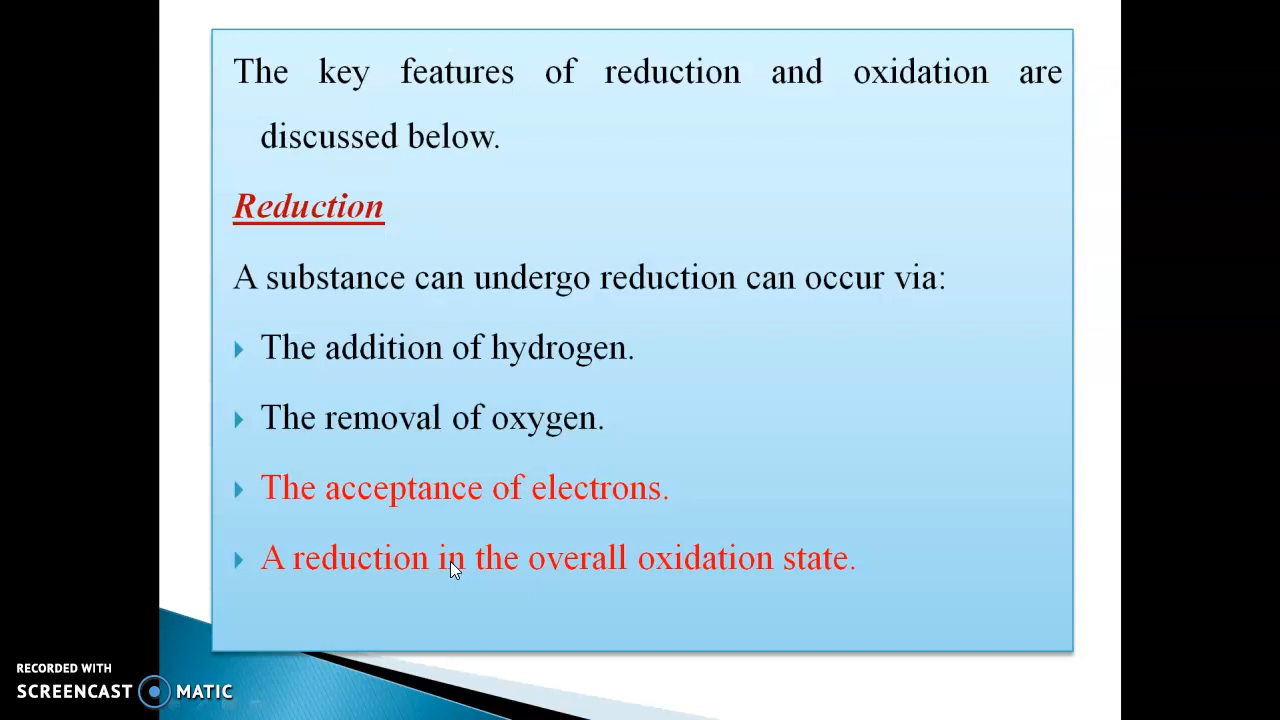 The key features of reduction and oxidation are
discussed below.
Reduction
A substance can undergo reduction can occur via:
The addition of hydrogen.
The removal of oxygen.
The acceptance of electrons.
A reduction in the overall oxidation state.
RECORDED WITH
SCREENCAST MATIC